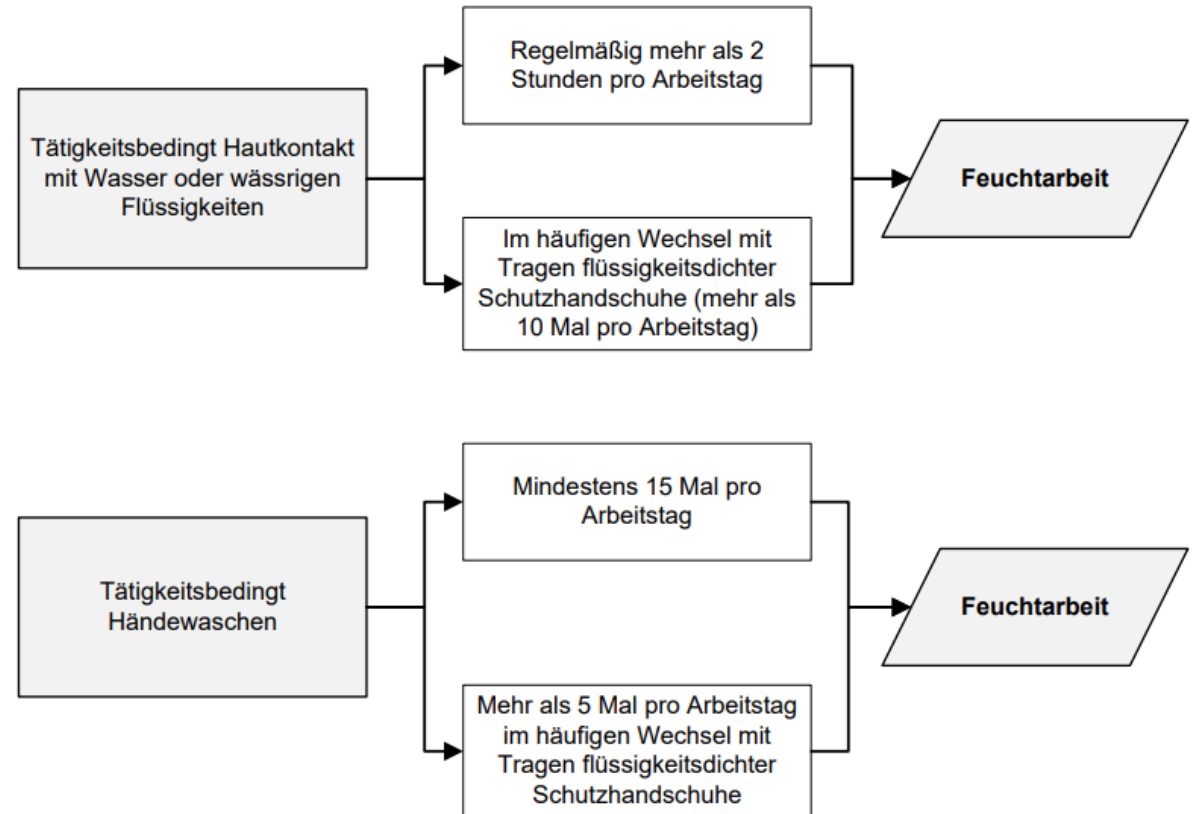 Regelmäßig mehr als 2
Stunden pro Arbeitstag
Tätigkeitsbedingt Hautkontakt
mit Wasser oder wässrigen
Flüssigkeiten
Feuchtarbeit
Im häufigen Wechsel mit
Tragen flüssigkeitsdichter
Schutzhandschuhe (mehr als
10 Mal pro Arbeitstag)
Mindestens 15 Mal pro
Arbeitstag
Tätigkeitsbedingt
Händewaschen
Feuchtarbeit
Mehr als 5 Mal pro Arbeitstag
im häufigen Wechsel mit
Tragen flüssigkeitsdichter
Schutzhandschuhe